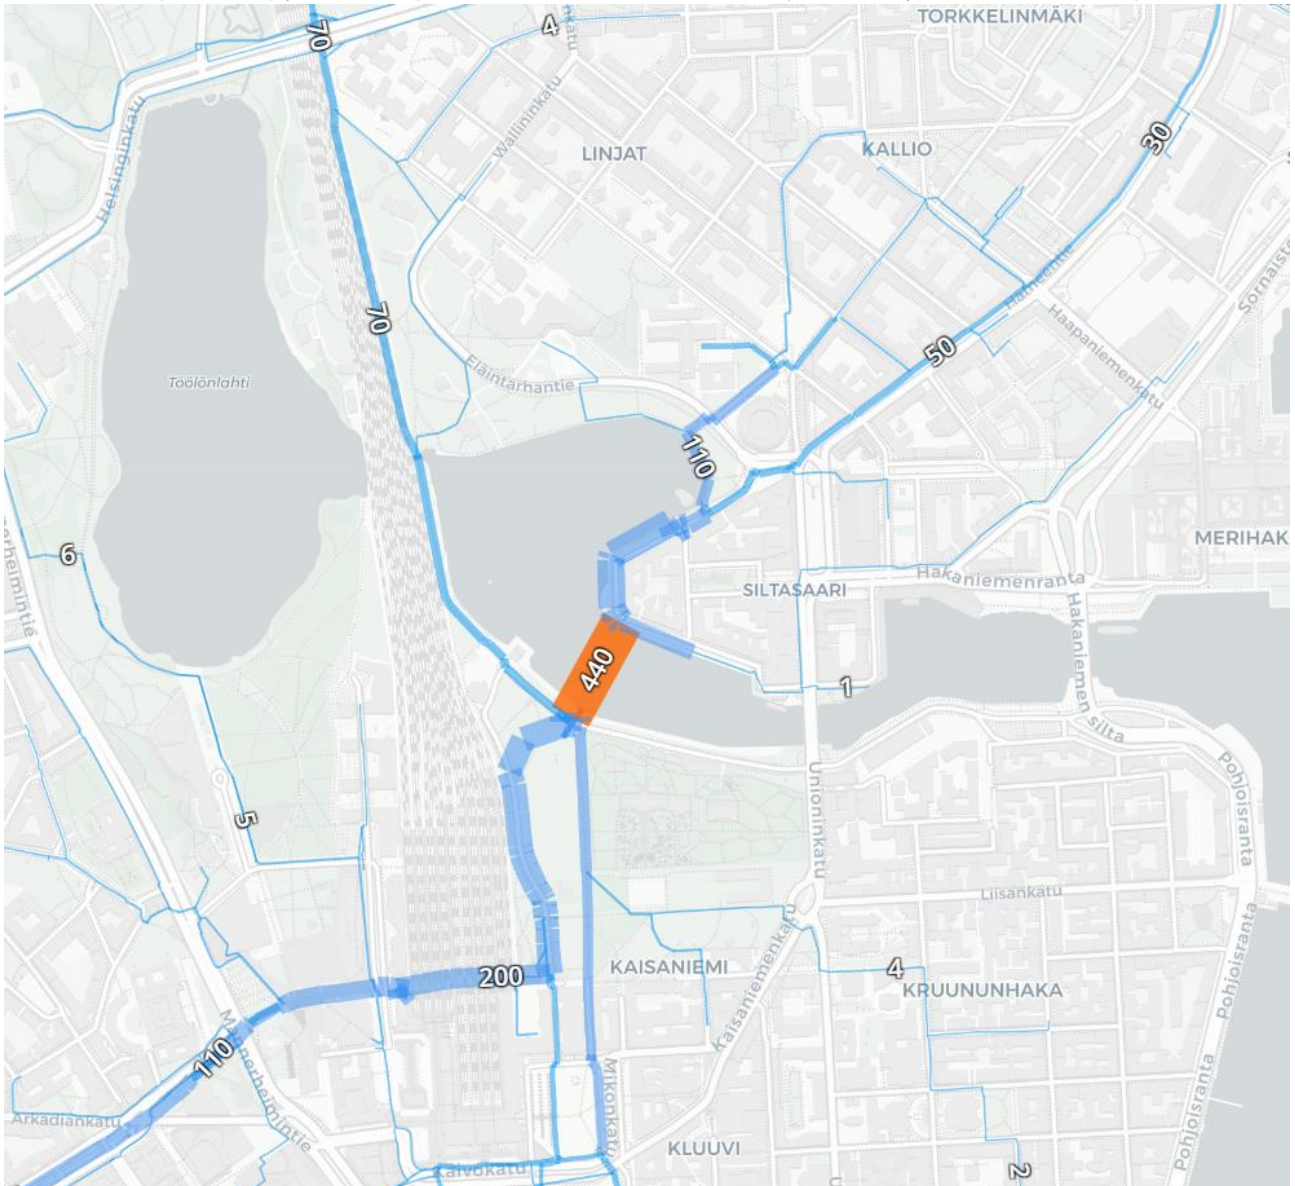 TORKKELINMÄKI
4
70
Wallininkatu
Helsinginkatu
LINJAT
KALLIO
30
70
Hämeentie
Haapaniemenkatu
50
Eläintarhantie
Töölönlahti
110
6
MERIHAK
Hakaniemenranta
SILTASAARI
Hakaniemen silta
440
1
Unioninkatu
Pohjoisranta
5
Liisankatu
KAISANIEMI
200
Kaisaniemenkatu
4
KRUUNUNHAKA
Pohjoisranta
110
Mannerheimintie
Arkadiankatu
Mikonkatu
KLUUVI
Kaivokatu
2
Pohjoisranta